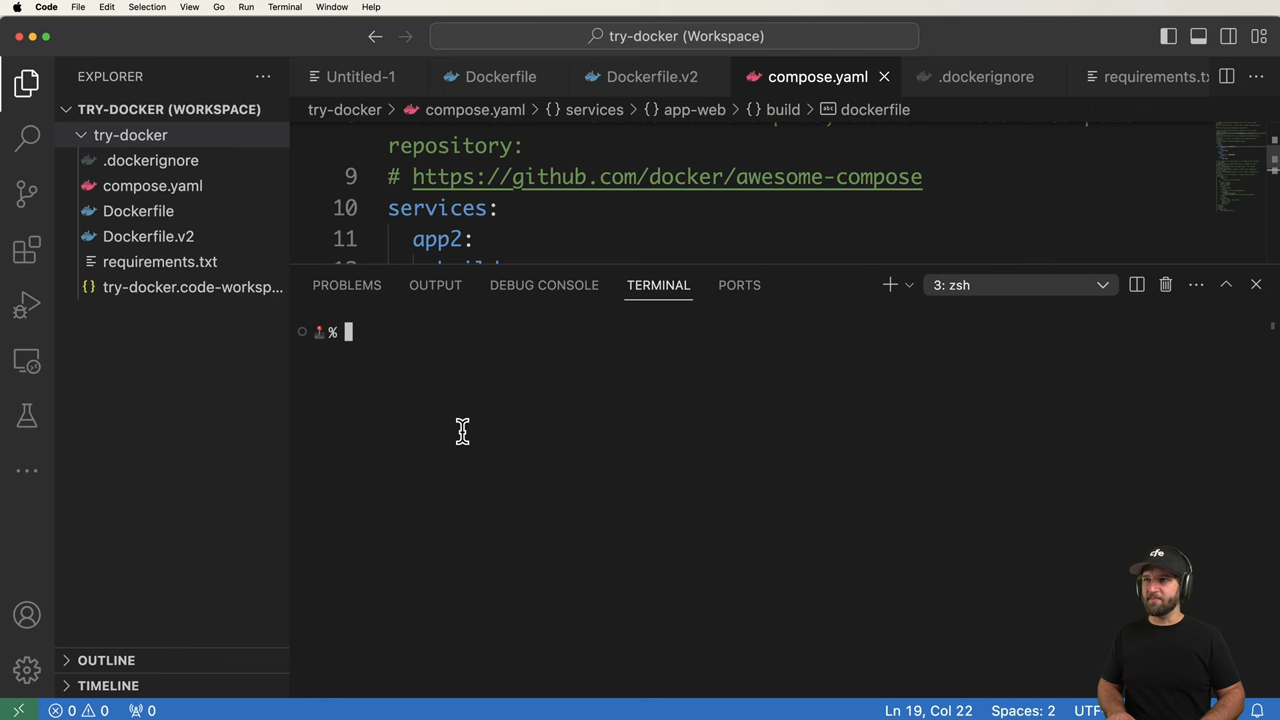 Code File Edit Selection View Go Run Terminal Window Help
try-docker (Workspace)
EXPLORER
Untitled-1 Dockerfile Dockerfile.v2 compose.yaml .dockerignore requirements.tx
TRY-DOCKER (WORKSPACE)
try-docker
.dockerignore
compose.yaml
Dockerfile
Dockerfile.v2
requirements.txt
try-docker.code-worksp...
OUTLINE
TIMELINE
try-docker compose.yaml services app-web build dockerfile
repository:
9 # https://github.com/docker/awesome-compose
10 services:
11 app2:
PROBLEMS OUTPUT DEBUG CONSOLE TERMINAL PORTS
3: zsh
%
cfe
0 0 0
Ln 19, Col 22 Spaces: 2 UTF-